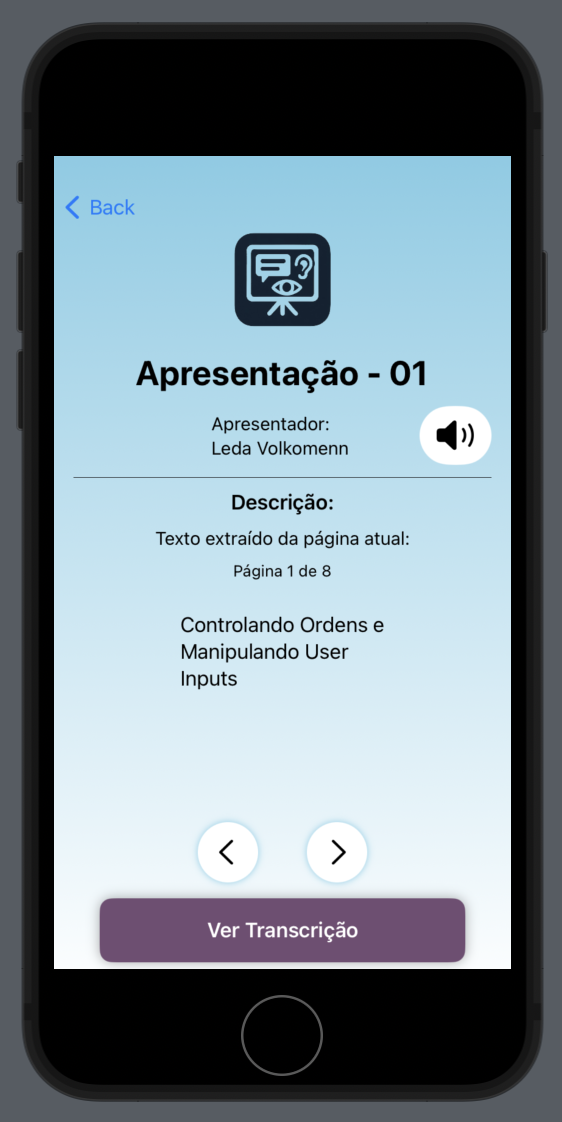 Back
Apresentação - 01
Apresentador:
Leda Volkomenn
Descrição:
Texto extraído da página atual:
Página 1 de 8
Controlando Ordens e
Manipulando User
Inputs
Ver Transcrição